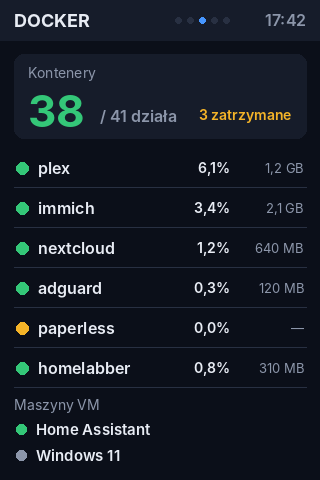 DOCKER 17:42
Kontenery
38 / 41 działa 3 zatrzymane
plex 6,1% 1,2 GB
immich 3,4% 2,1 GB
nextcloud 1,2% 640 MB
adguard 0,3% 120 MB
paperless 0,0% —
homelabber 0,8% 310 MB
Maszyny VM
Home Assistant
Windows 11